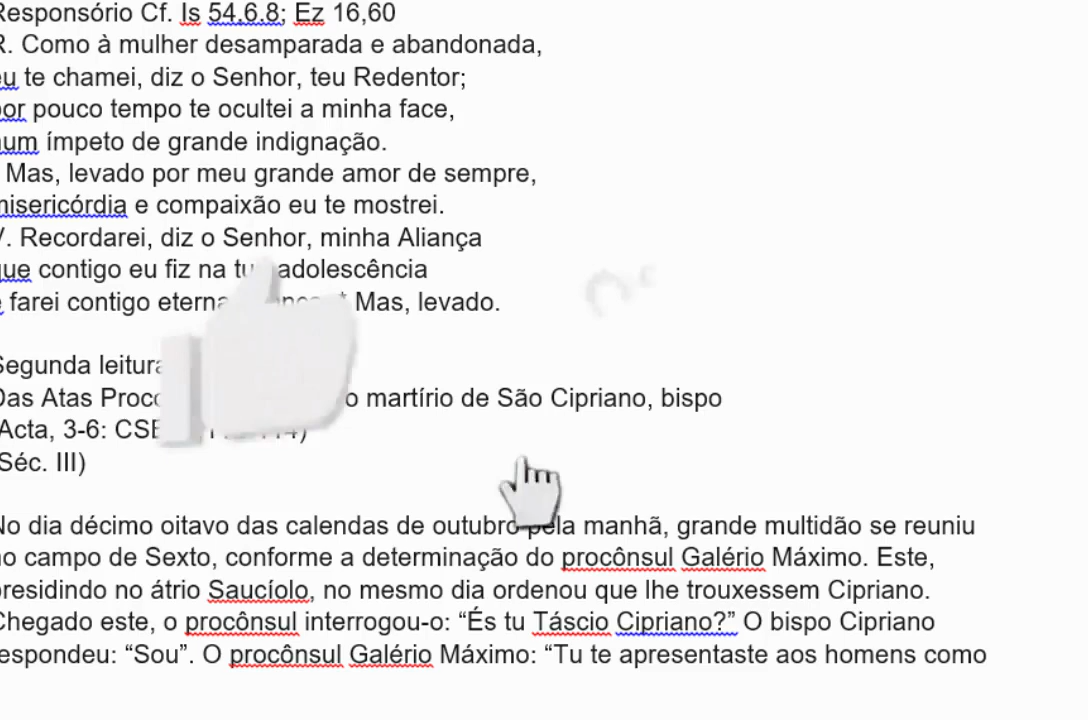 Responsório Cf. Is 54,6.8; Ez 16,60
R. Como à mulher desamparada e abandonada,
eu te chamei, diz o Senhor, teu Redentor;
por pouco tempo te ocultei a minha face,
num ímpeto de grande indignação.
Mas, levado por meu grande amor de sempre,
misericórdia e compaixão eu te mostrei.
V. Recordarei, diz o Senhor, minha Aliança
que contigo eu fiz na tua adolescência
e farei contigo eterna Mas, levado.
Segunda leitura
Das Atas martírio de São Cipriano, bispo
Acta, 3-6:
Séc. III)
No dia décimo oitavo das calendas de outubro pela manhã, grande multidão se reuniu
no campo de Sexto, conforme a determinação do procônsul Galério Máximo. Este,
presidindo no átrio Saucíolo, no mesmo dia ordenou que lhe trouxessem Cipriano.
Chegado este, o procônsul interrogou-o: “És tu Táscio Cipriano?” O bispo Cipriano
respondeu: “Sou”. O procônsul Galério Máximo: “Tu te apresentaste aos homens como